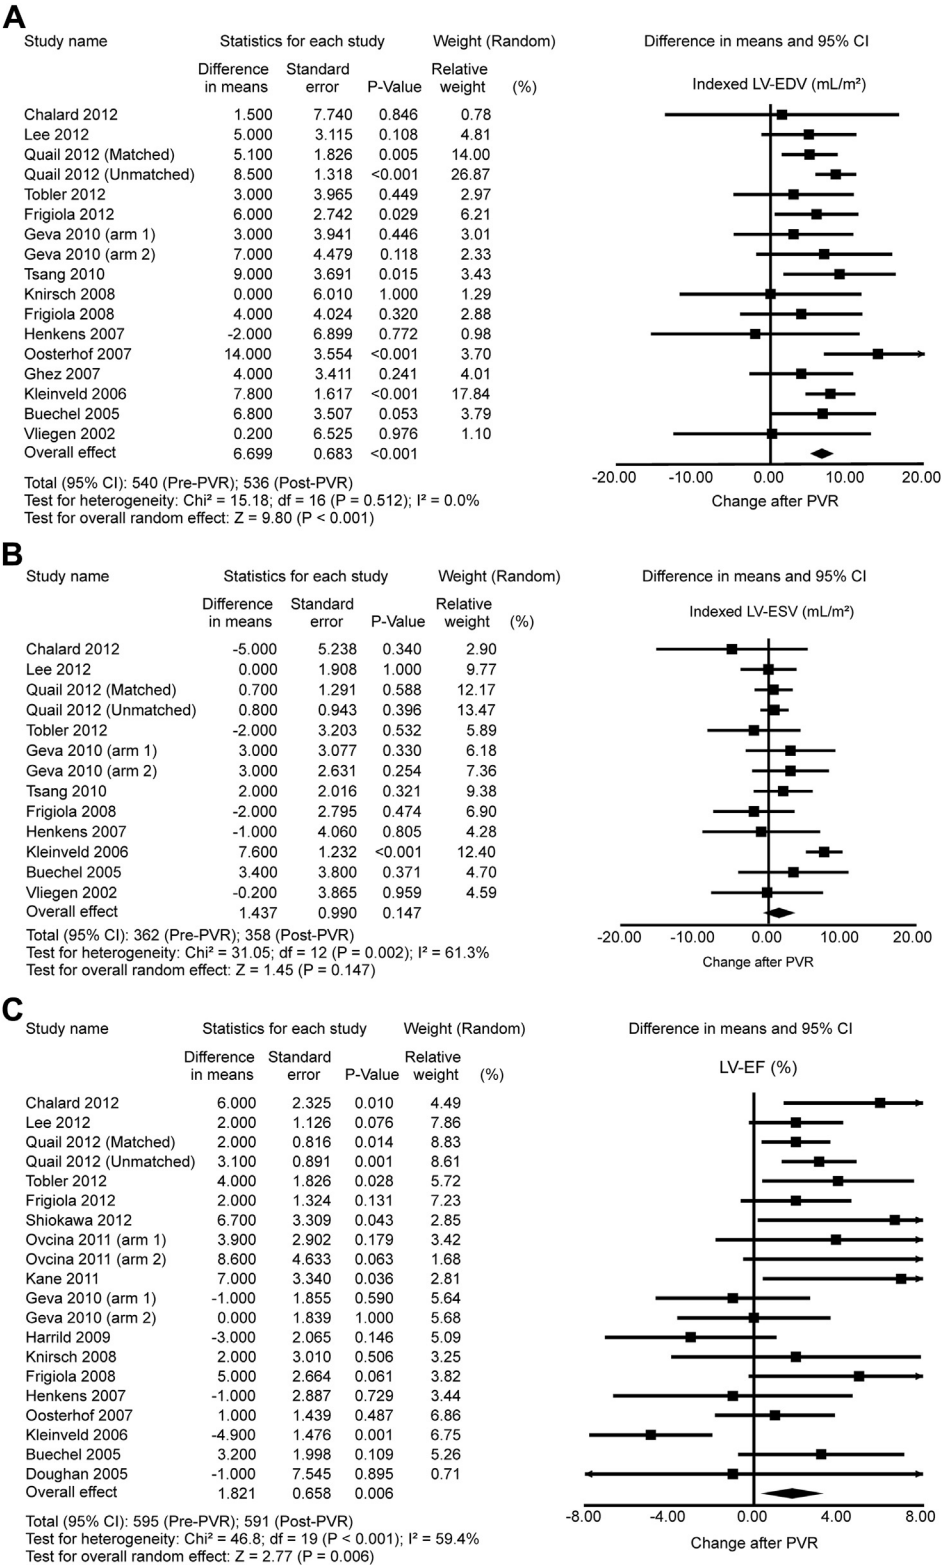 A
Study name Statistics for each study Weight (Random) Difference in means and 95% CI
Difference in means Standard error P-Value Relative weight (%) Indexed LV-EDV (mL/m²)
Chalard 2012 1.500 7.740 0.846 0.78
Lee 2012 5.000 3.115 0.108 4.81
Quail 2012 (Matched) 5.100 1.826 0.005 14.00
Quail 2012 (Unmatched) 8.500 1.318 <0.001 26.87
Tobler 2012 3.000 3.965 0.449 2.97
Frigiola 2012 6.000 2.742 0.029 6.21
Geva 2010 (arm 1) 3.000 3.941 0.446 3.01
Geva 2010 (arm 2) 7.000 4.479 0.118 2.33
Tsang 2010 9.000 3.691 0.015 3.43
Knirsch 2008 0.000 6.010 1.000 1.29
Frigiola 2008 4.000 4.024 0.320 2.88
Henkens 2007 -2.000 6.899 0.772 0.98
Oosterhof 2007 14.000 3.554 <0.001 3.70
Ghez 2007 4.000 3.411 0.241 4.01
Kleinveld 2006 7.800 1.617 <0.001 17.84
Buechel 2005 6.800 3.507 0.053 3.79
Vliegen 2002 0.200 6.525 0.976 1.10
Overall effect 6.699 0.683 <0.001
-20.00 -10.00 0.00 10.00 20.00
Total (95% CI): 540 (Pre-PVR); 536 (Post-PVR)
Test for heterogeneity: Chi² = 15.18; df = 16 (P = 0.512); I² = 0.0% Change after PVR
Test for overall random effect: Z = 9.80 (P < 0.001)
B
Study name Statistics for each study Weight (Random) Difference in means and 95% CI
Difference in means Standard error P-Value Relative weight (%) Indexed LV-ESV (mL/m²)
Chalard 2012 -5.000 5.238 0.340 2.90
Lee 2012 0.000 1.908 1.000 9.77
Quail 2012 (Matched) 0.700 1.291 0.588 12.17
Quail 2012 (Unmatched) 0.800 0.943 0.396 13.47
Tobler 2012 -2.000 3.203 0.532 5.89
Geva 2010 (arm 1) 3.000 3.077 0.330 6.18
Geva 2010 (arm 2) 3.000 2.631 0.254 7.36
Tsang 2010 2.000 2.016 0.321 9.38
Frigiola 2008 -2.000 2.795 0.474 6.90
Henkens 2007 -1.000 4.060 0.805 4.28
Kleinveld 2006 7.600 1.232 <0.001 12.40
Buechel 2005 3.400 3.800 0.371 4.70
Vliegen 2002 -0.200 3.865 0.959 4.59
Overall effect 1.437 0.990 0.147
Total (95% CI): 362 (Pre-PVR); 358 (Post-PVR) -20.00 -10.00 0.00 10.00 20.00
Test for heterogeneity: Chi² = 31.05; df = 12 (P = 0.002); I² = 61.3%
Test for overall random effect: Z = 1.45 (P = 0.147) Change after PVR
C
Study name Statistics for each study Weight (Random) Difference in means and 95% CI
Difference in means Standard error P-Value Relative weight (%) LV-EF (%)
Chalard 2012 6.000 2.325 0.010 4.49
Lee 2012 2.000 1.126 0.076 7.86
Quail 2012 (Matched) 2.000 0.816 0.014 8.83
Quail 2012 (Unmatched) 3.100 0.891 0.001 8.61
Tobler 2012 4.000 1.826 0.028 5.72
Frigiola 2012 2.000 1.324 0.131 7.23
Shiokawa 2012 6.700 3.309 0.043 2.85
Ovcina 2011 (arm 1) 3.900 2.902 0.179 3.42
Ovcina 2011 (arm 2) 8.600 4.633 0.063 1.68
Kane 2011 7.000 3.340 0.036 2.81
Geva 2010 (arm 1) -1.000 1.855 0.590 5.64
Geva 2010 (arm 2) 0.000 1.839 1.000 5.68
Harrild 2009 -3.000 2.065 0.146 5.09
Knirsch 2008 2.000 3.010 0.506 3.25
Frigiola 2008 5.000 2.664 0.061 3.82
Henkens 2007 -1.000 2.887 0.729 3.44
Oosterhof 2007 1.000 1.439 0.487 6.86
Kleinveld 2006 -4.900 1.476 0.001 6.75
Buechel 2005 3.200 1.998 0.109 5.26
Doughan 2005 -1.000 7.545 0.895 0.71
Overall effect 1.821 0.658 0.006
-8.00 -4.00 0.00 4.00 8.00
Total (95% CI): 595 (Pre-PVR); 591 (Post-PVR)
Test for heterogeneity: Chi² = 46.8; df = 19 (P < 0.001); I² = 59.4% Change after PVR
Test for overall random effect: Z = 2.77 (P = 0.006)